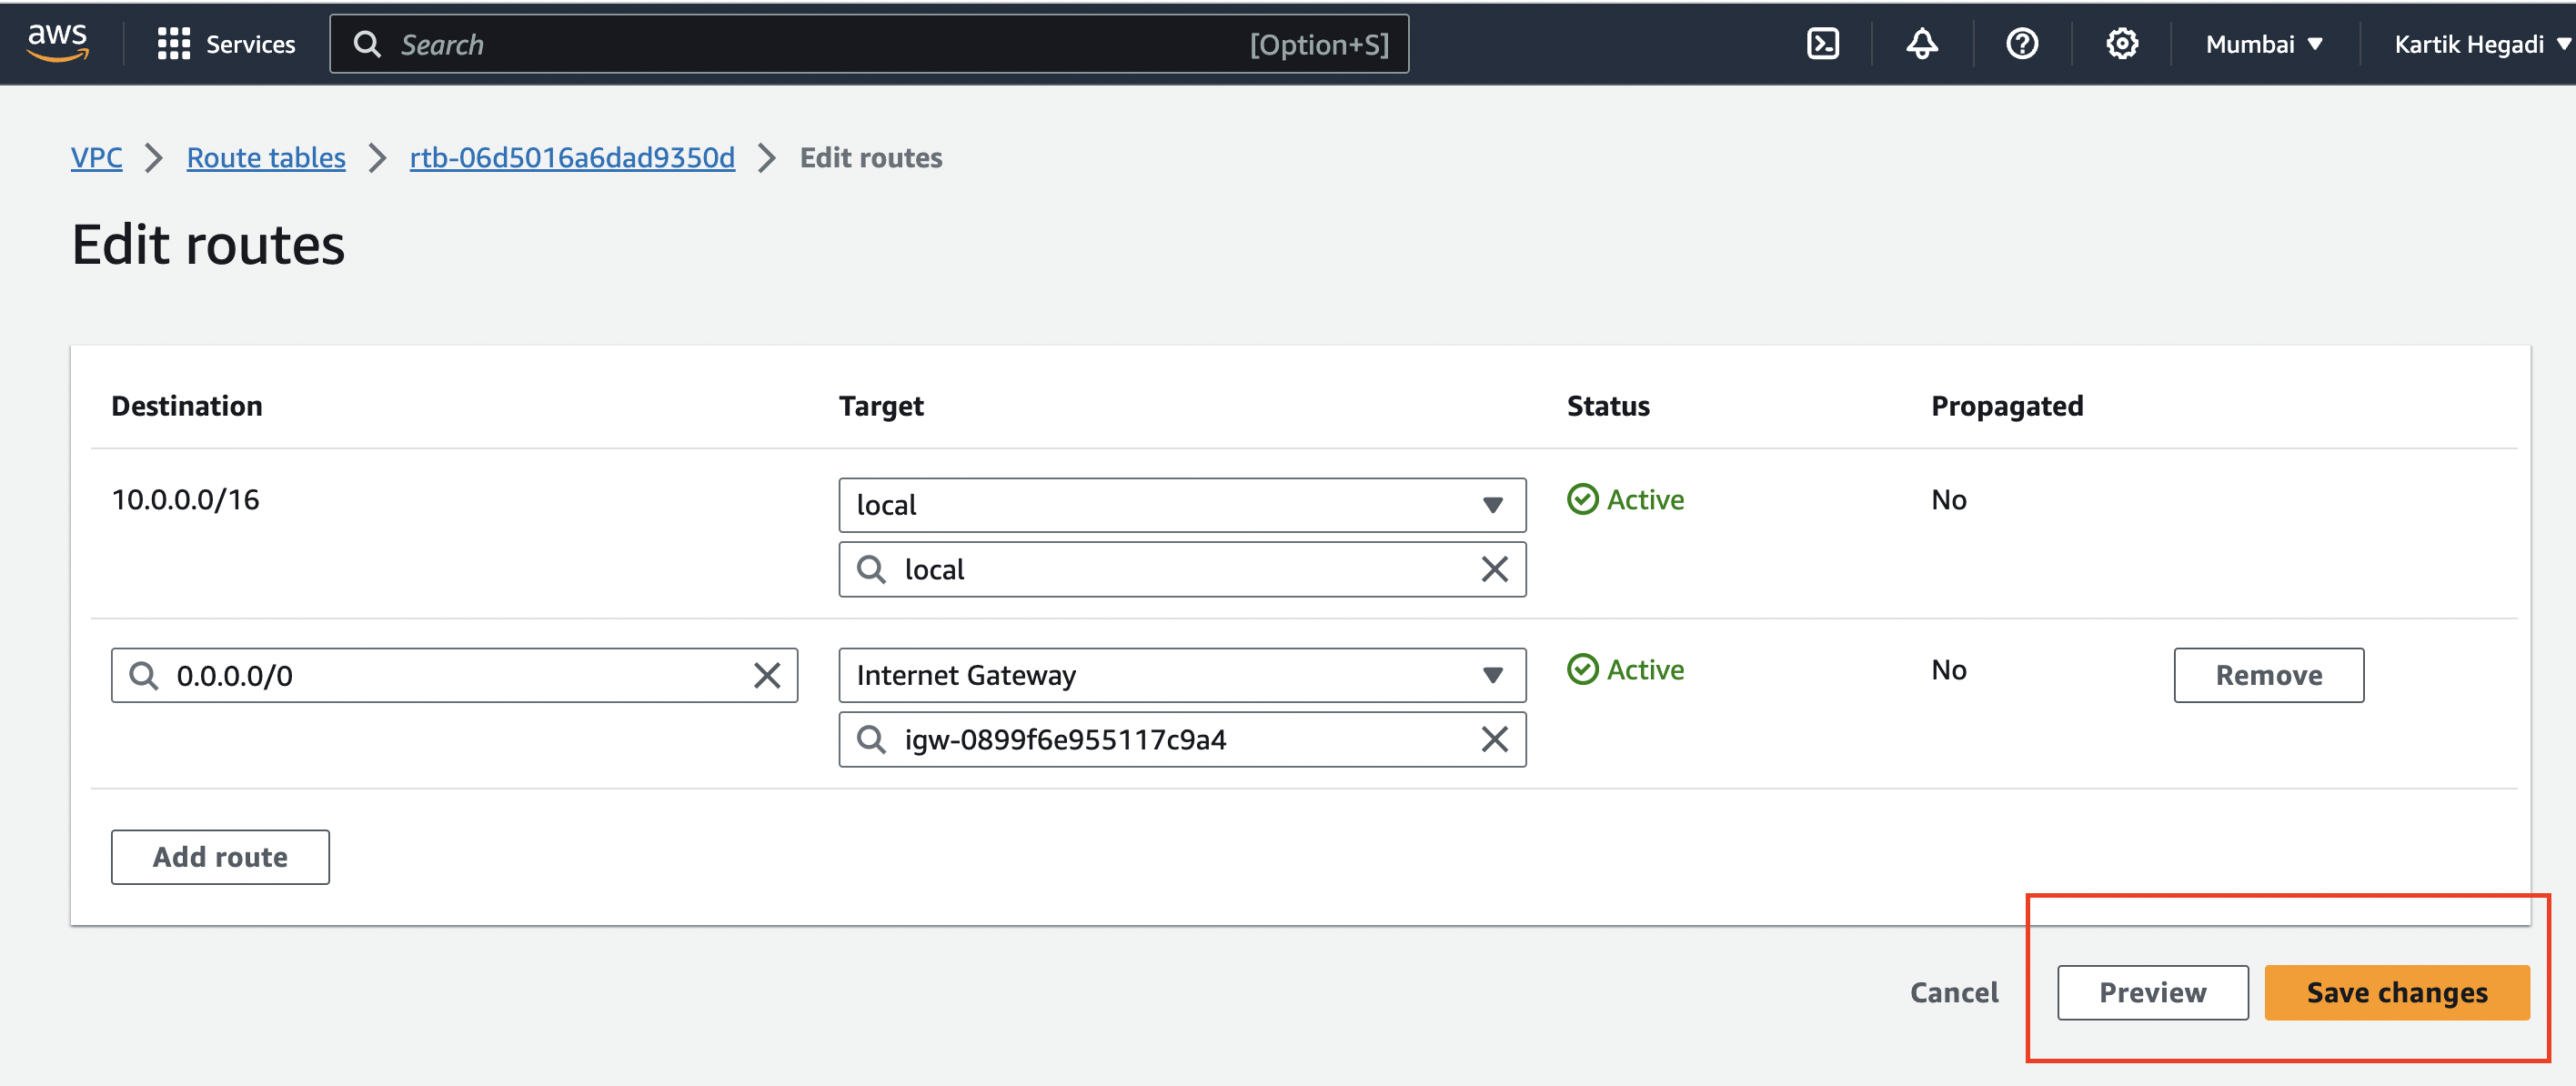 aws Services Search [Option+S] Mumbai Kartik Hegadi
VPC Route tables rtb-06d5016a6dad9350d Edit routes
Edit routes
Destination Target Status Propagated
10.0.0.0/16 local Active No
local
0.0.0.0/0 Internet Gateway Active No Remove
igw-0899f6e955117c9a4
Add route
Cancel Preview Save changes